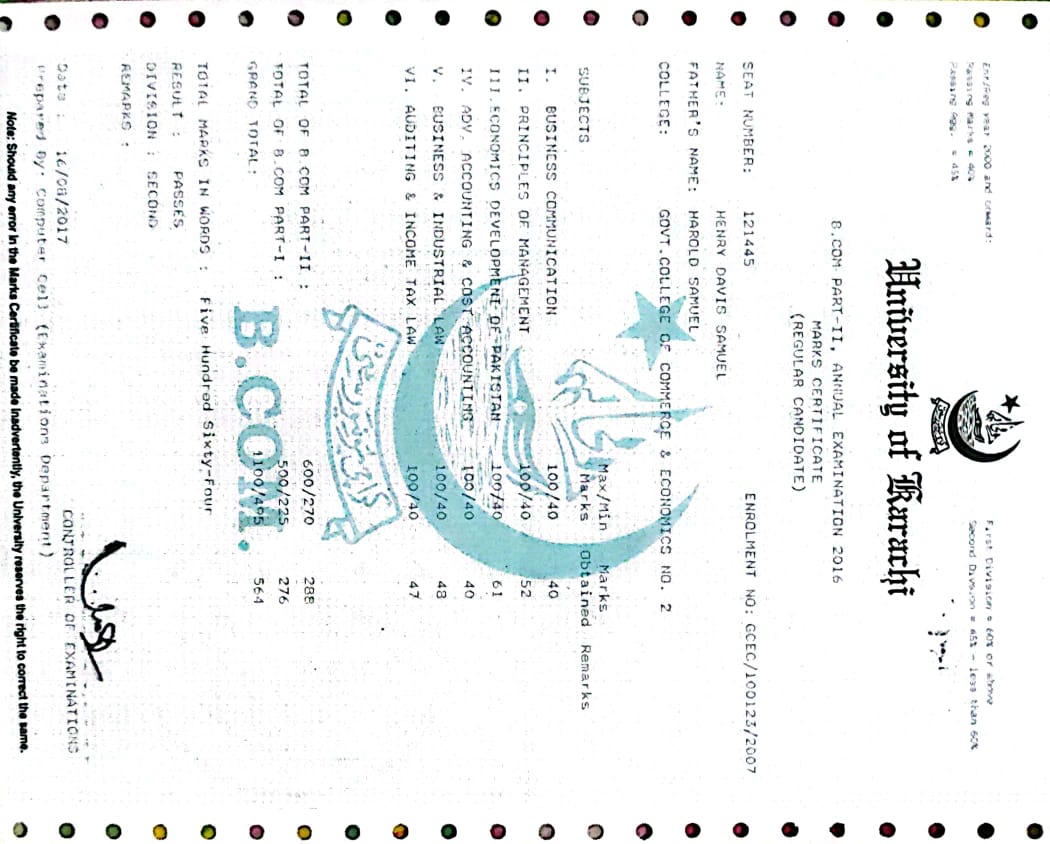 Enr/Reg year 2000 and onward:
Passing Marks = 40%
Passing Agg. = 45%
First Division = 60% or above
Second Division = 45% - less than 60%
University of Karachi
B.COM PART-II, ANNUAL EXAMINATION 2016
MARKS CERTIFICATE
(REGULAR CANDIDATE)
SEAT NUMBER: 121445 ENROLMENT NO: GCEC/100123/2007
NAME: HENRY DAVIS SAMUEL
FATHER'S NAME: HAROLD SAMUEL
COLLEGE: GOVT.COLLEGE OF COMMERCE & ECONOMICS NO. 2
Max/Min Marks
SUBJECTS Marks Obtained Remarks
I. BUSINESS COMMUNICATION 100/40 40
II. PRINCIPLES OF MANAGEMENT 100/40 52
III.ECONOMICS DEVELOPMENT OF PAKISTAN 100/40 61
IV. ADV. ACCOUNTING & COST ACCOUNTING 100/40 40
V. BUSINESS & INDUSTRIAL LAW 100/40 48
VI. AUDITING & INCOME TAX LAW 100/40 47
کراچی یونیورسٹی
TOTAL OF B.COM PART-II : 600/270 288
TOTAL OF B.COM PART-I : 500/225 276
GRAND TOTAL: 1100/495 564
B.COM.
TOTAL MARKS IN WORDS : Five Hundred Sixty-Four
RESULT : PASSES
DIVISION : SECOND
REMARKS :
CONTROLLER OF EXAMINATIONS
Date : 16/08/2017
Prepared By: Computer Cell (Examinations Department)
Note: Should any error in the Marks Certificate be made inadvertently, the University reserves the right to correct the same.